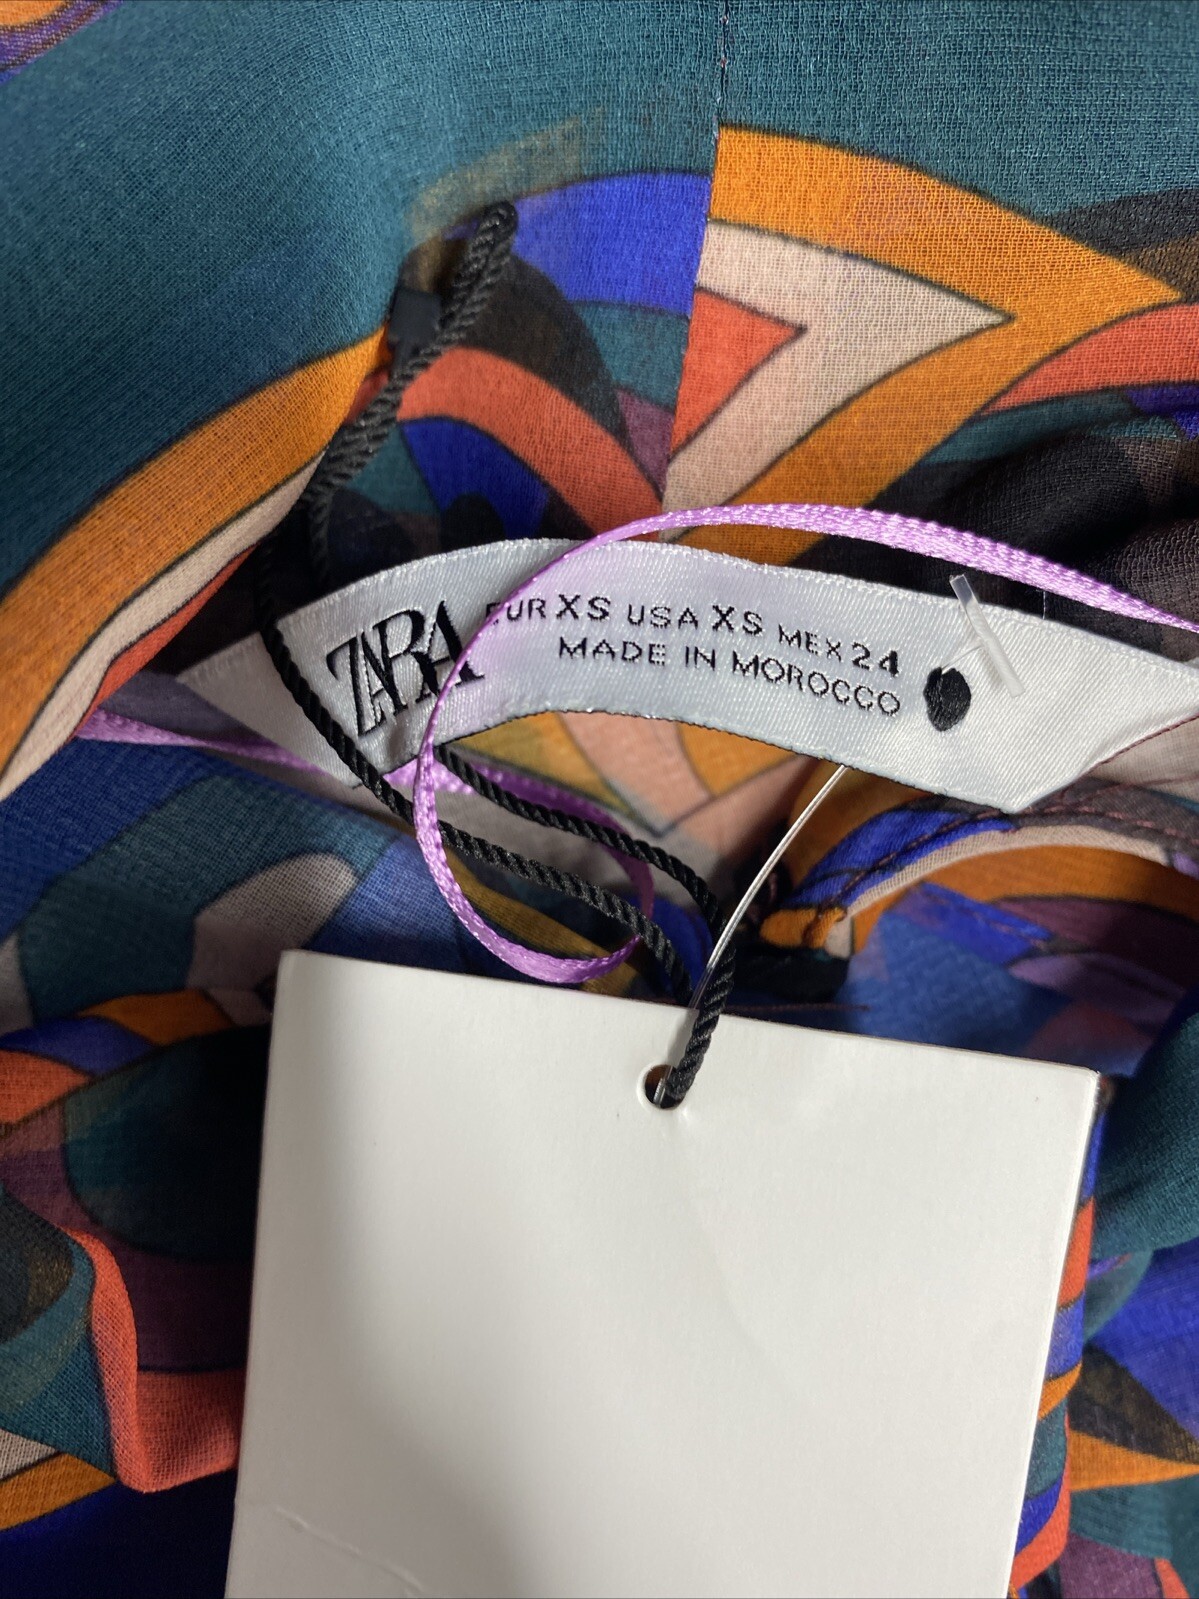 ZARA
EUR XS USA XS MEX 24
MADE IN MOROCCO